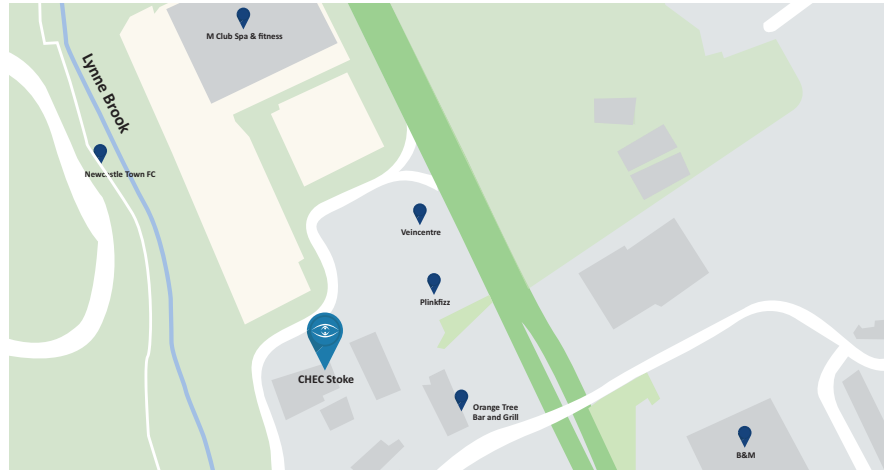 M Club Spa & fitness
Lynne Brook
Newcastle Town FC
Veincentre
Plinkfizz
CHEC Stoke
Orange Tree
Bar and Grill
B&M